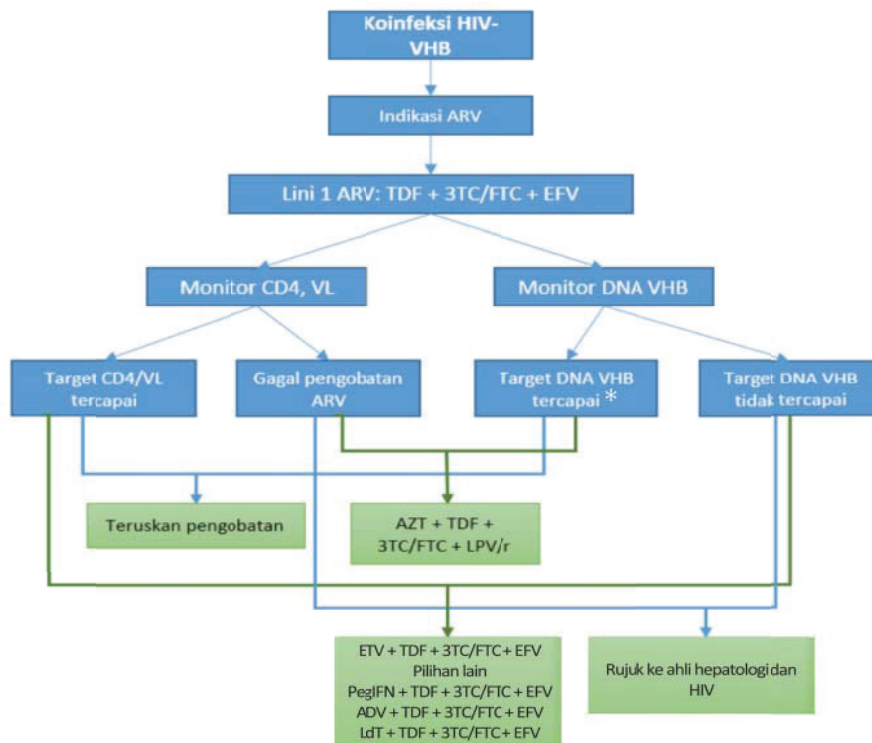 Koinfeksi HIV-
VHB
Indikasi ARV
Lini 1 ARV: TDF + 3TC/FTC + EFV
Monitor CD4, VL
Monitor DNA VHB
Target CD4/VL
tercapai
Gagal pengobatan
ARV
Target DNA VHB
tercapai *
Target DNA VHB
tidak tercapai
Teruskan pengobatan
AZT + TDF +
3TC/FTC + LPV/r
ETV + TDF + 3TC/FTC + EFV
Pilihan lain
PegIFN + TDF + 3TC/FTC + EFV
ADV + TDF + 3TC/FTC + EFV
LdT + TDF + 3TC/FTC + EFV
Rujuk ke ahli hepatologidan
HIV